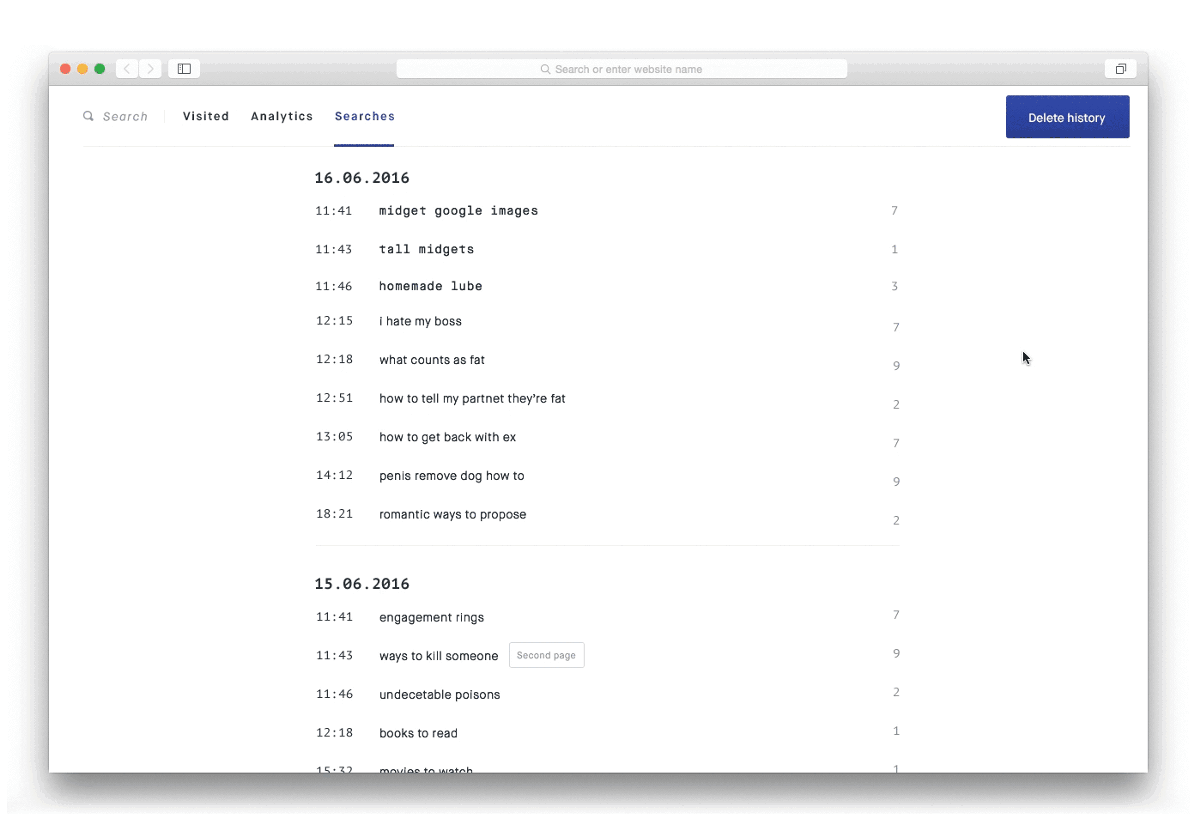 Search or enter website name
Search Visited Analytics Searches Delete history
16.06.2016
11:41 midget google images 7
11:43 tall midgets 1
11:46 homemade lube 3
12:15 i hate my boss 7
12:18 what counts as fat 9
12:51 how to tell my partnet they're fat 2
13:05 how to get back with ex 7
14:12 penis remove dog how to 9
18:21 romantic ways to propose 2
15.06.2016
11:41 engagement rings 7
11:43 ways to kill someone Second page 9
11:46 undecetable poisons 2
12:18 books to read 1
15:32 movies to watch 1